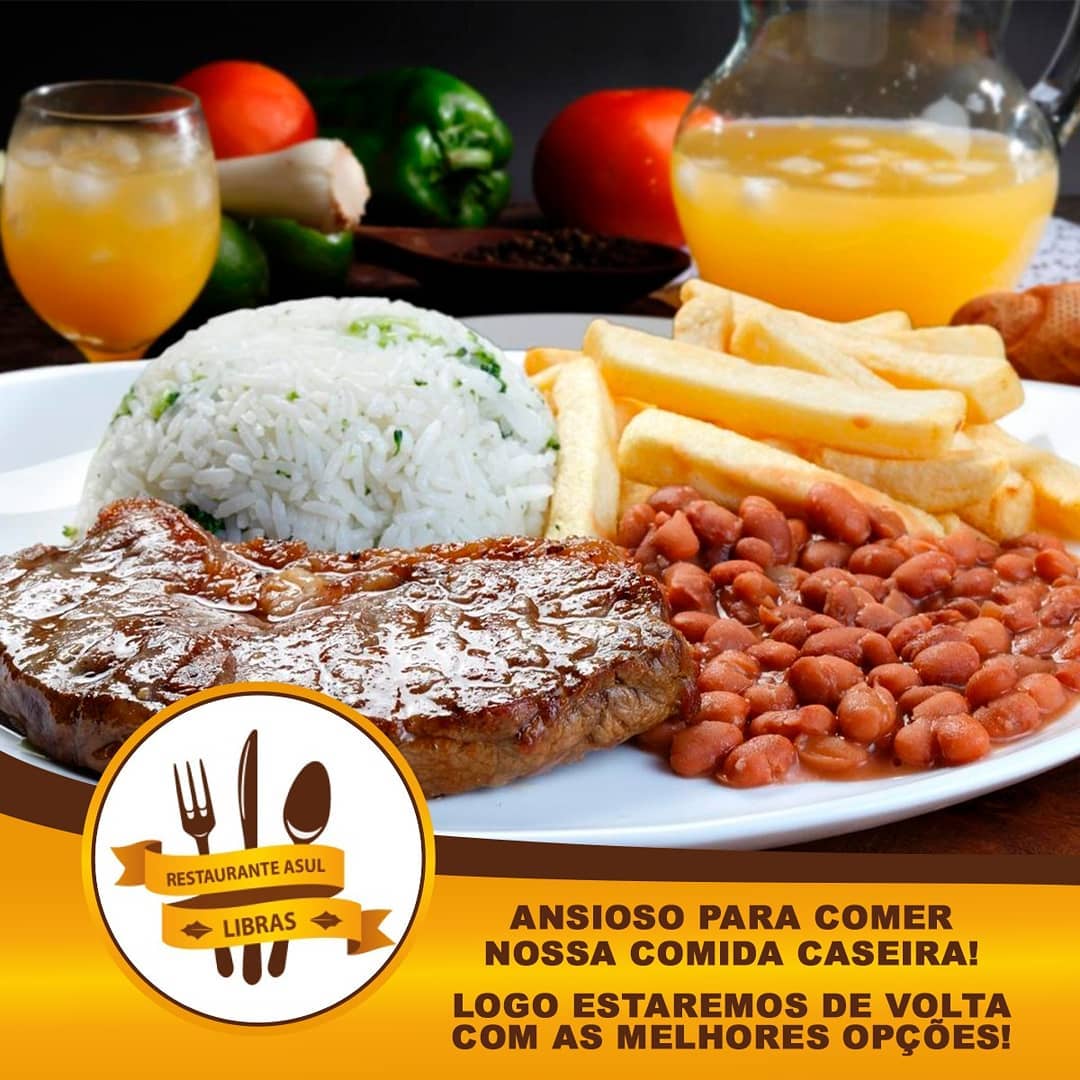 RESTAURANTE ASUL
LIBRAS
ANSIOSO PARA COMER
NOSSA COMIDA CASEIRA!
LOGO ESTAREMOS DE VOLTA
COM AS MELHORES OPÇÕES!